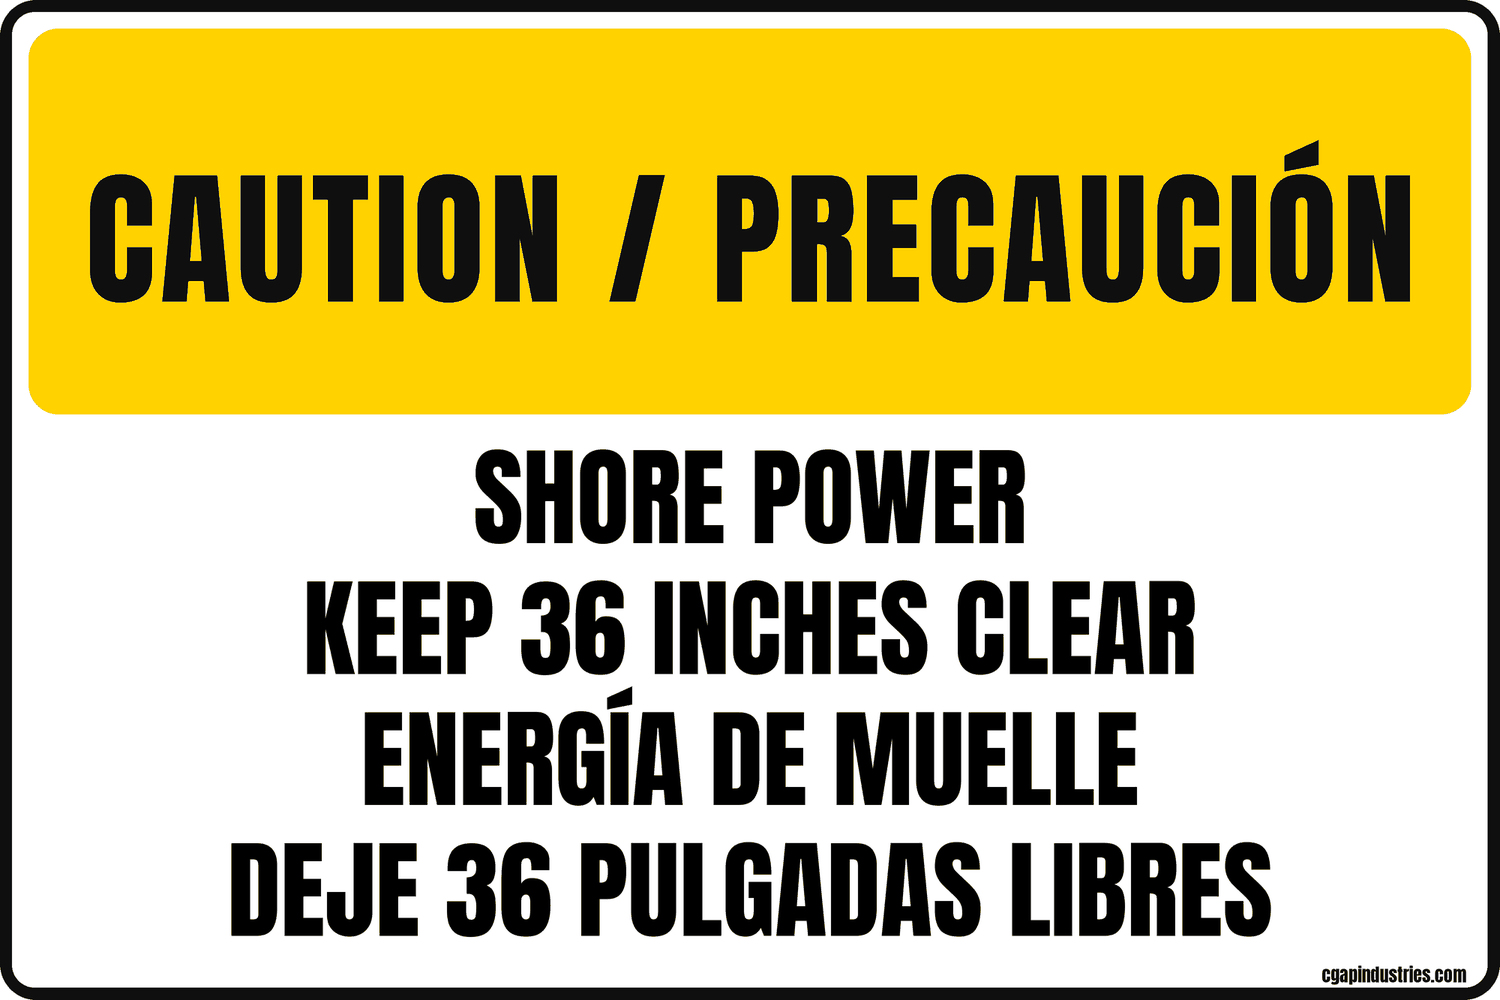 CAUTION / PRECAUCIÓN
SHORE POWER
KEEP 36 INCHES CLEAR
ENERGÍA DE MUELLE
DEJE 36 PULGADAS LIBRES
cgapindustries.com